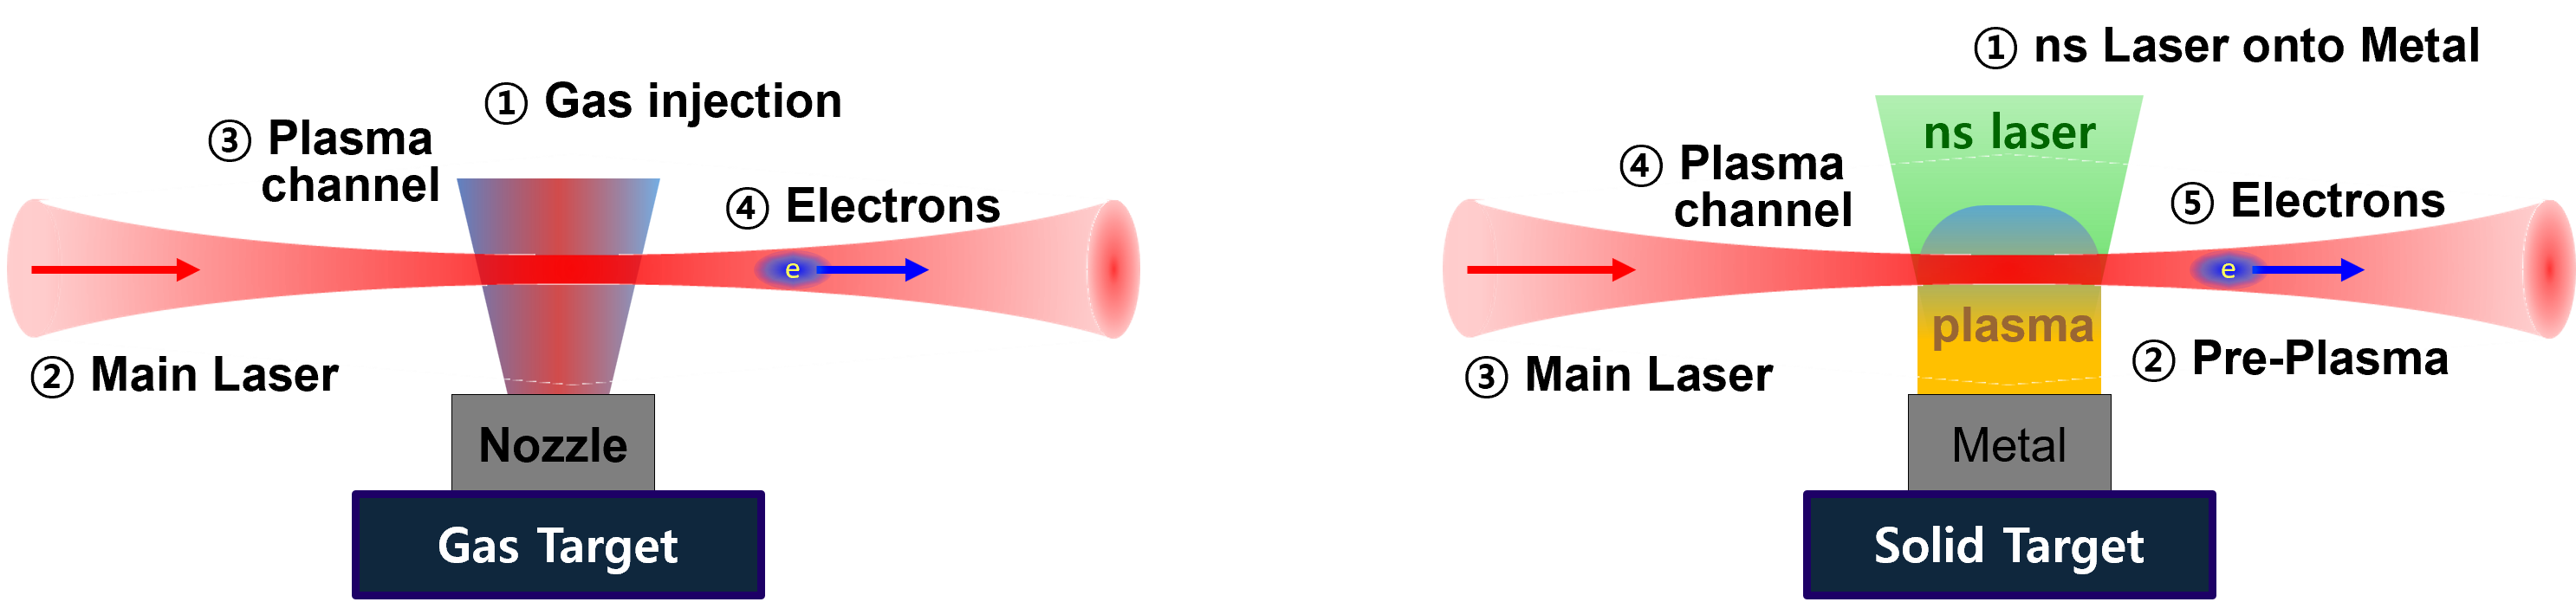 ① Gas injection
③ Plasma
channel
④ Electrons
e
② Main Laser
Nozzle
Gas Target
① ns Laser onto Metal
ns laser
④ Plasma
channel
⑤ Electrons
e
plasma
② Pre-Plasma
③ Main Laser
Metal
Solid Target